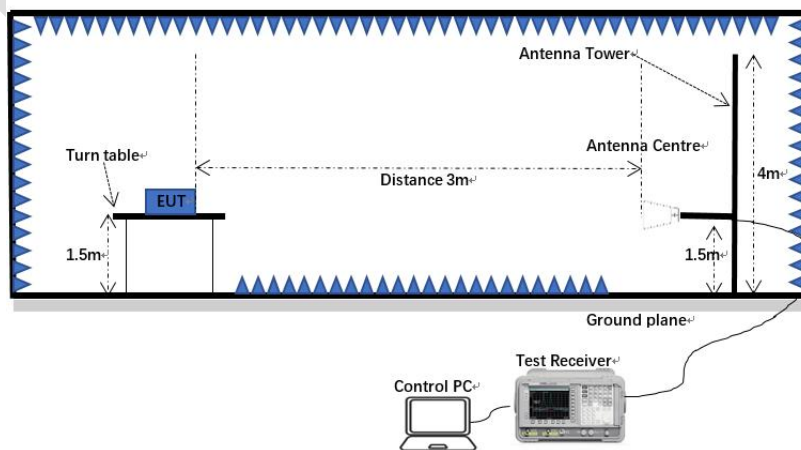 Antenna Tower
Antenna Centre
Turn table
Distance 3m
4m
EUT
1.5m
1.5m
Ground plane
Test Receiver
Control PC